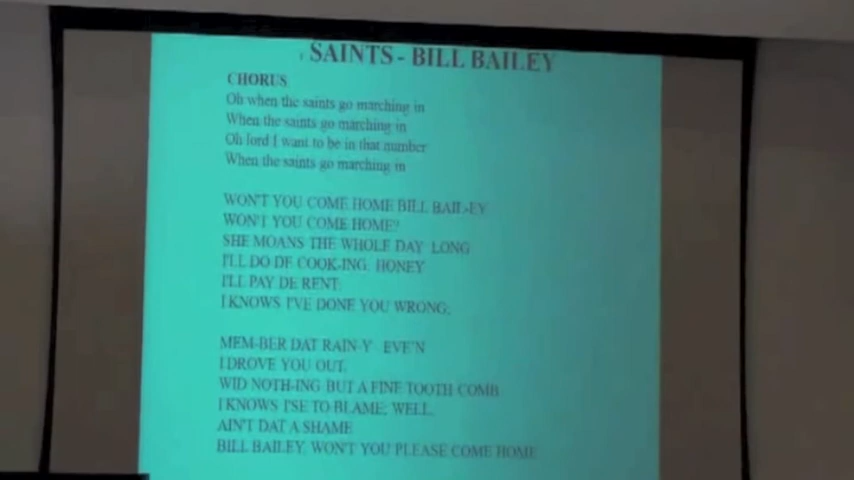 SAINTS - BILL BAILEY
CHORUS
Oh when the saints go marching in
When the saints go marching in
Oh lord I want to be in that number
When the saints go marching in
WON'T YOU COME HOME BILL BAIL-EY
WON'T YOU COME HOME?
SHE MOANS THE WHOLE DAY LONG
I'LL DO DE COOK-ING HONEY
I'LL PAY DE RENT;
I KNOWS I'VE DONE YOU WRONG;
MEM-BER DAT RAIN-Y EVE'N
I DROVE YOU OUT,
WID NOTH-ING BUT A FINE TOOTH COMB
I KNOWS I'SE TO BLAME; WELL
AIN'T DAT A SHAME
BILL BAILEY, WON'T YOU PLEASE COME HOME